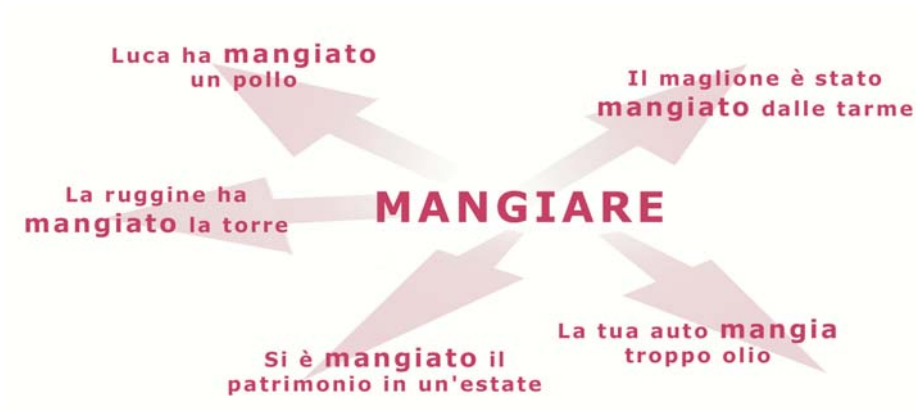 Luca ha mangiato
un pollo
Il maglione è stato
mangiato dalle tarme
La ruggine ha
mangiato la torre
MANGIARE
Si è mangiato il
patrimonio in un'estate
La tua auto mangia
troppo olio